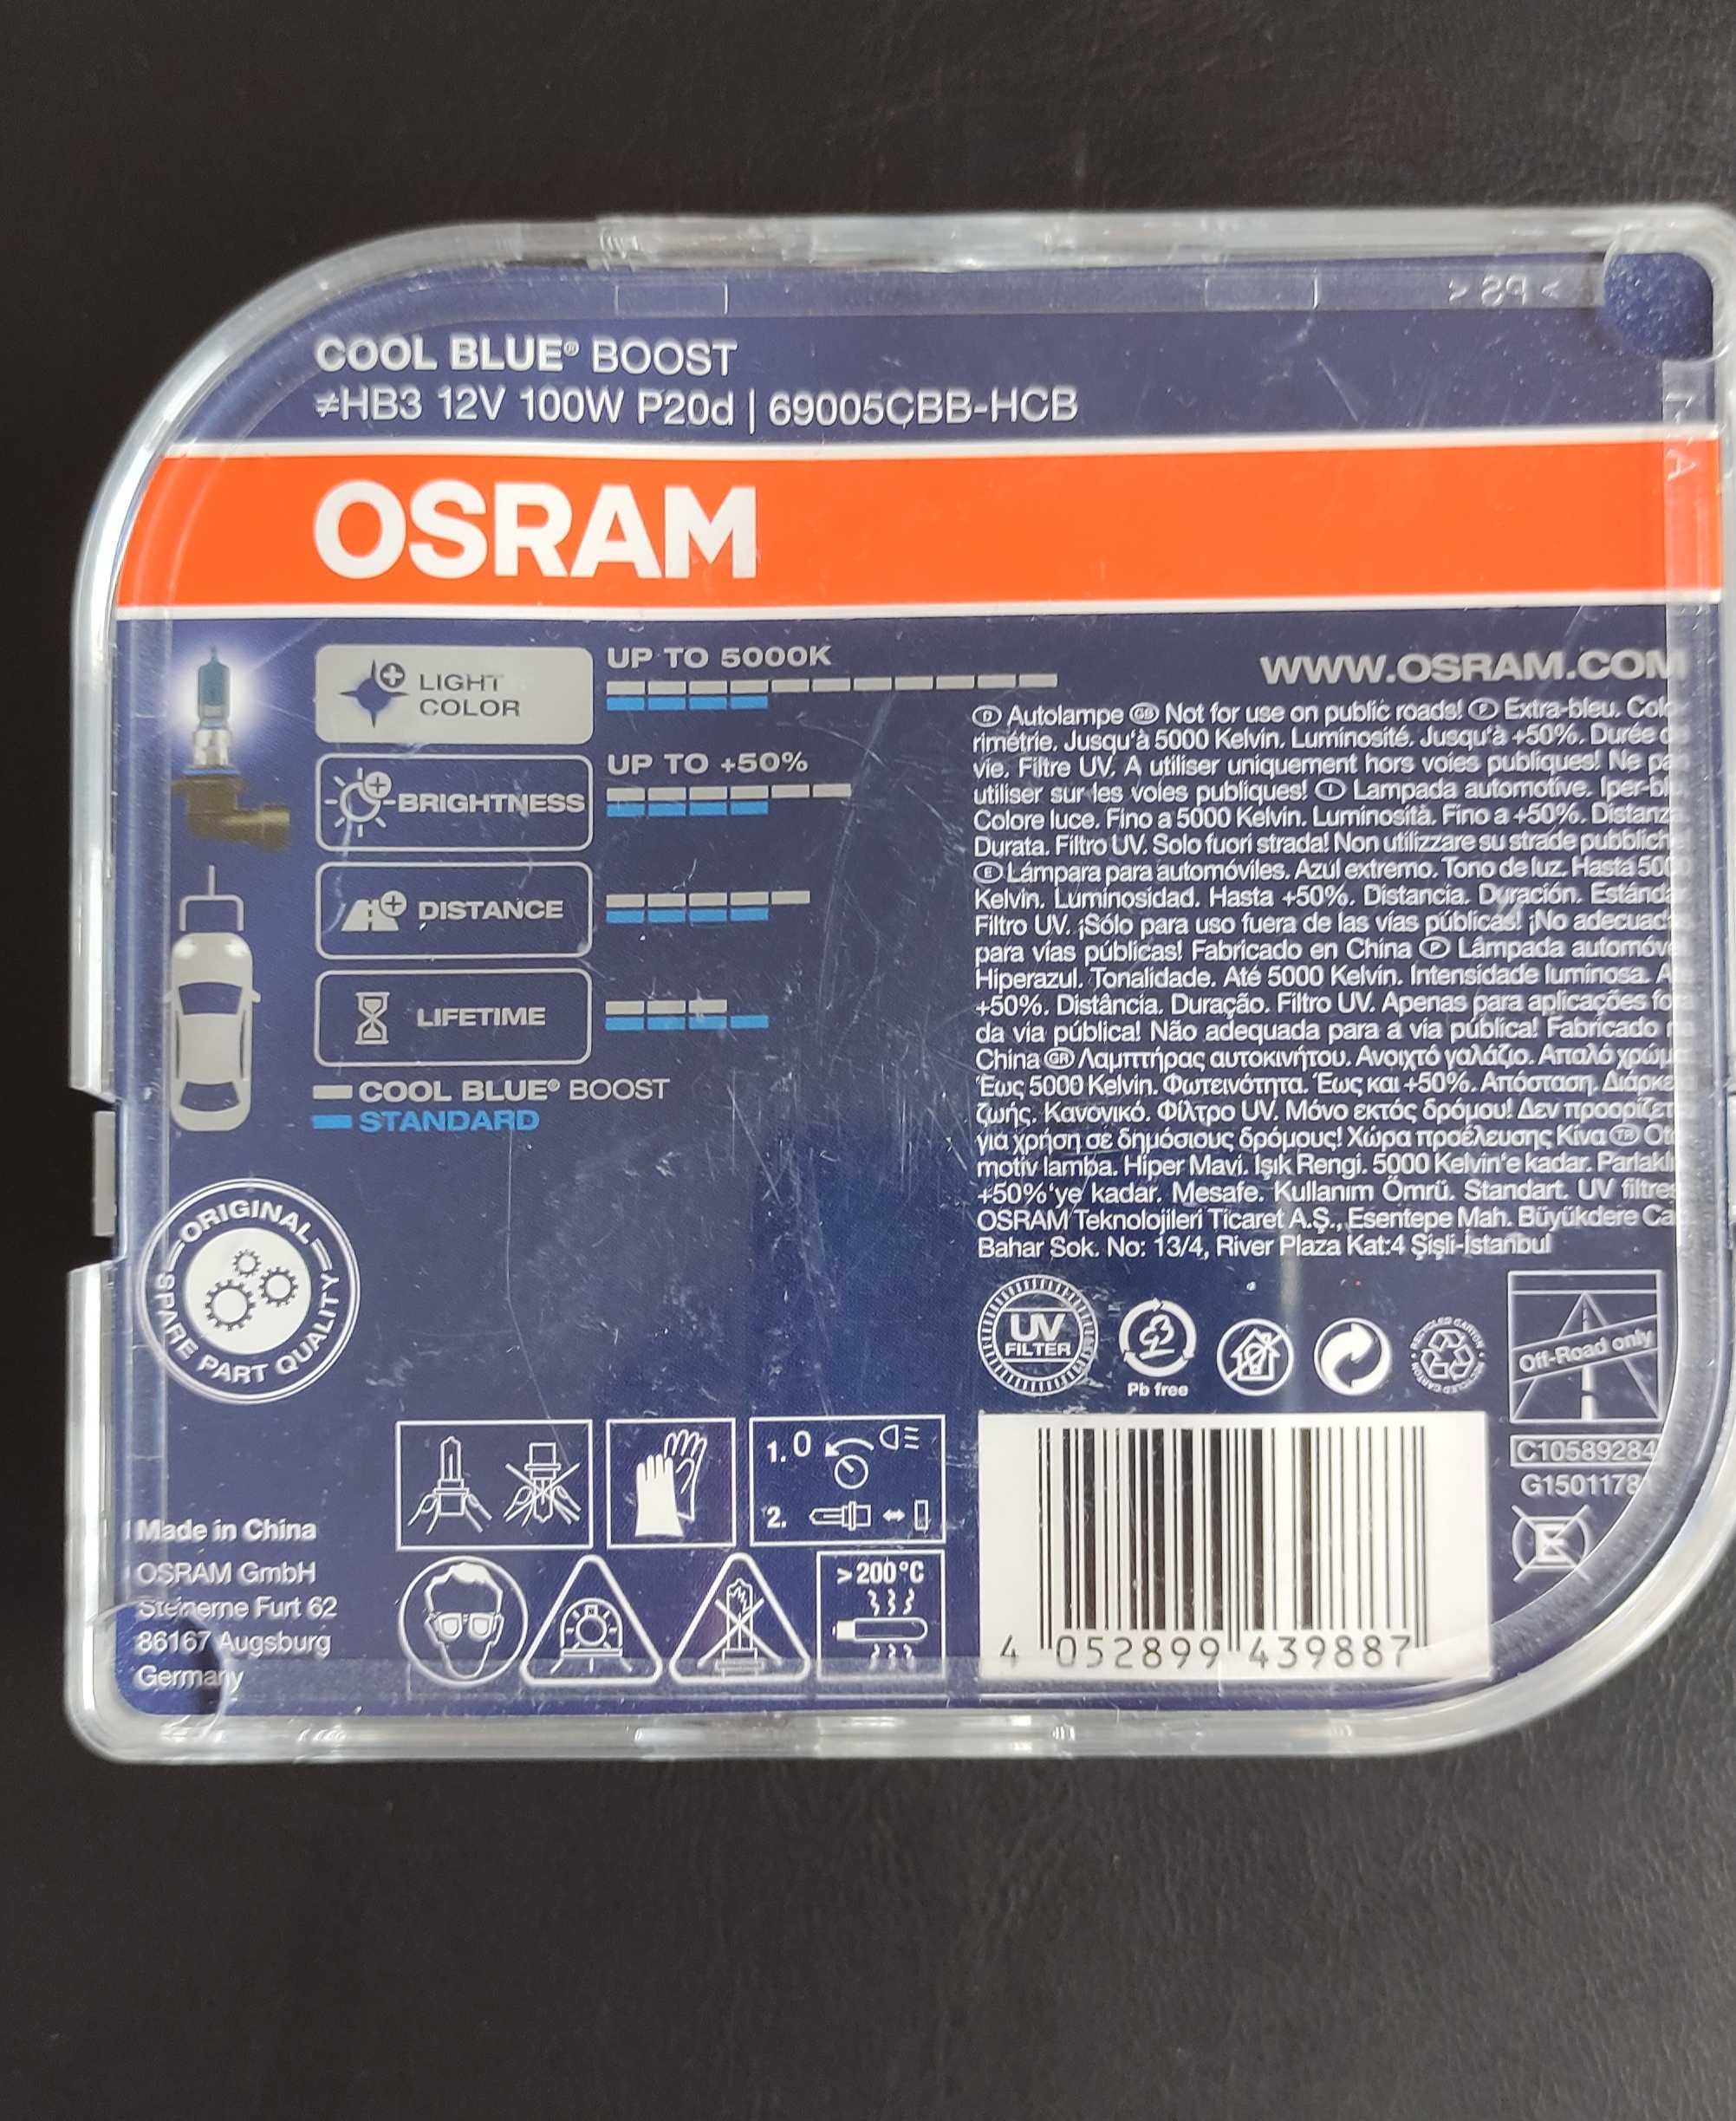 > PS <
COOL BLUE® BOOST
≠HB3 12V 100W P20d | 69005CBB-HCB
OSRAM
LIGHT
COLOR
UP TO 5000K
BRIGHTNESS
UP TO +50%
DISTANCE
LIFETIME
COOL BLUE® BOOST
STANDARD
ORIGINAL
SPARE PART QUALITY
WWW.OSRAM.COM
Ⓓ Autolampe GB Not for use on public roads! Ⓕ Extra-bleu.
rimétrie. Jusqu'à 5000 Kelvin. Luminosité. Jusqu'à +50%. Durée
vie. Filtre UV. A utiliser uniquement hors voies publiques! Ne
utiliser sur les voies publiques! Ⓘ Lampada automotive.
Colore luce. Fino a 5000 Kelvin. Luminosità. Fino a +50%.
Durata. Filtro UV. Solo fuori strada! Non utilizzare su strade
Ⓔ Lámpara para automóviles. Azul extremo. Tono de luz. Hasta
Kelvin. Luminosidad. Hasta +50%. Distancia. Duración.
Filtro UV. ¡Sólo para uso fuera de las vías públicas! ¡No
para vías públicas! Fabricado en China Ⓟ Lâmpada
Hiperazul. Tonalidade. Até 5000 Kelvin. Intensidade luminosa.
+50%. Distância. Duração. Filtro UV. Apenas para aplicações
da via pública! Não adequada para a via pública! Fabricado
China GR Λαμπτήρας αυτοκινήτου. Ανοιχτό γαλάζιο. Απαλό
Έως 5000 Kelvin. Φωτεινότητα. Έως και +50%. Απόσταση.
ζωής. Κανονικό. Φίλτρο UV. Μόνο εκτός δρόμου! Δεν
για χρήση σε δημόσιους δρόμους! Χώρα προέλευσης Κίνα TR
motiv lamba. Hiper Mavi. Işık Rengi. 5000 Kelvin'e kadar.
+50%'ye kadar. Mesafe. Kullanım Ömrü. Standart. UV
OSRAM Teknolojileri Ticaret A.Ş., Esentepe Mah. Büyükdere
Bahar Sok. No: 13/4, River Plaza Kat:4 Şişli-İstanbul
UV
FILTER
Pb free
Off-Road only
C10589284
G1501178
E
1. 0
2.
>200°C
Made in China
OSRAM GmbH
Steinerne Furt 62
86167 Augsburg
Germany
4 052899 439887